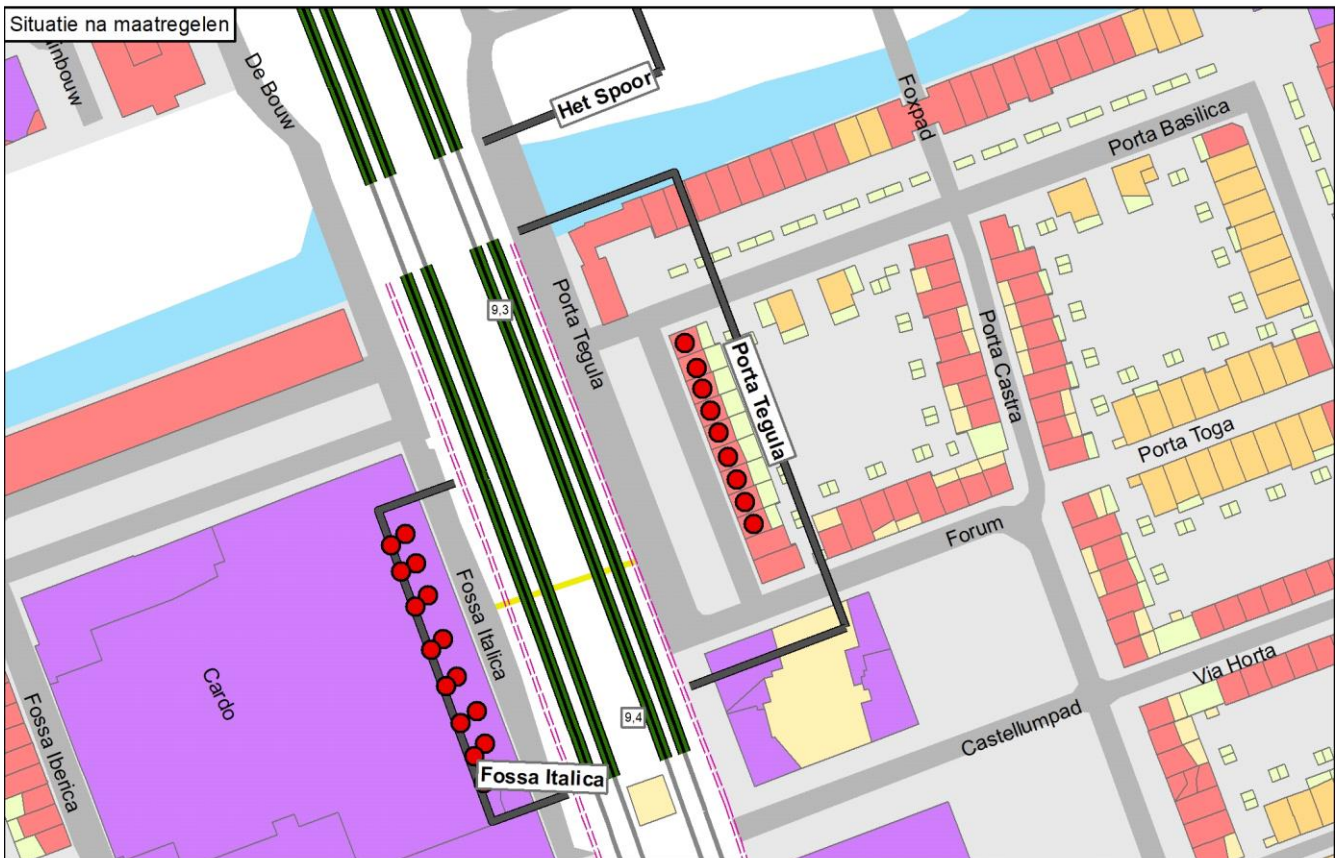 Situatie na maatregelen
De Bouw
Het Spoor
Foxpad
Porta Basilica
9,3
Porta Tegula
Porta Tegula
Porta Castra
Porta Toga
Forum
Fossa Italica
Cardo
Via Horta
Fossa Iberica
9,4
Castellumpad
Fossa Italica